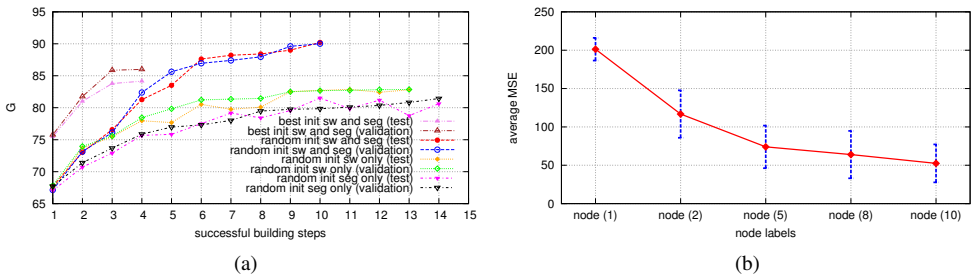 90
85
80
75
70
65
95
G
1 2 3 4 5 6 7 8 9 10 11 12 13 14 15
successful building steps
best init sw and seg (test)
best init sw and seg (validation)
random init sw and seg (test)
random init sw and seg (validation)
random init sw only (test)
random init sw only (validation)
random init seg only (test)
random init seg only (validation)
(a)
250
200
150
100
50
0
average MSE
node (1) node (2) node (5) node (8) node (10)
node labels
(b)